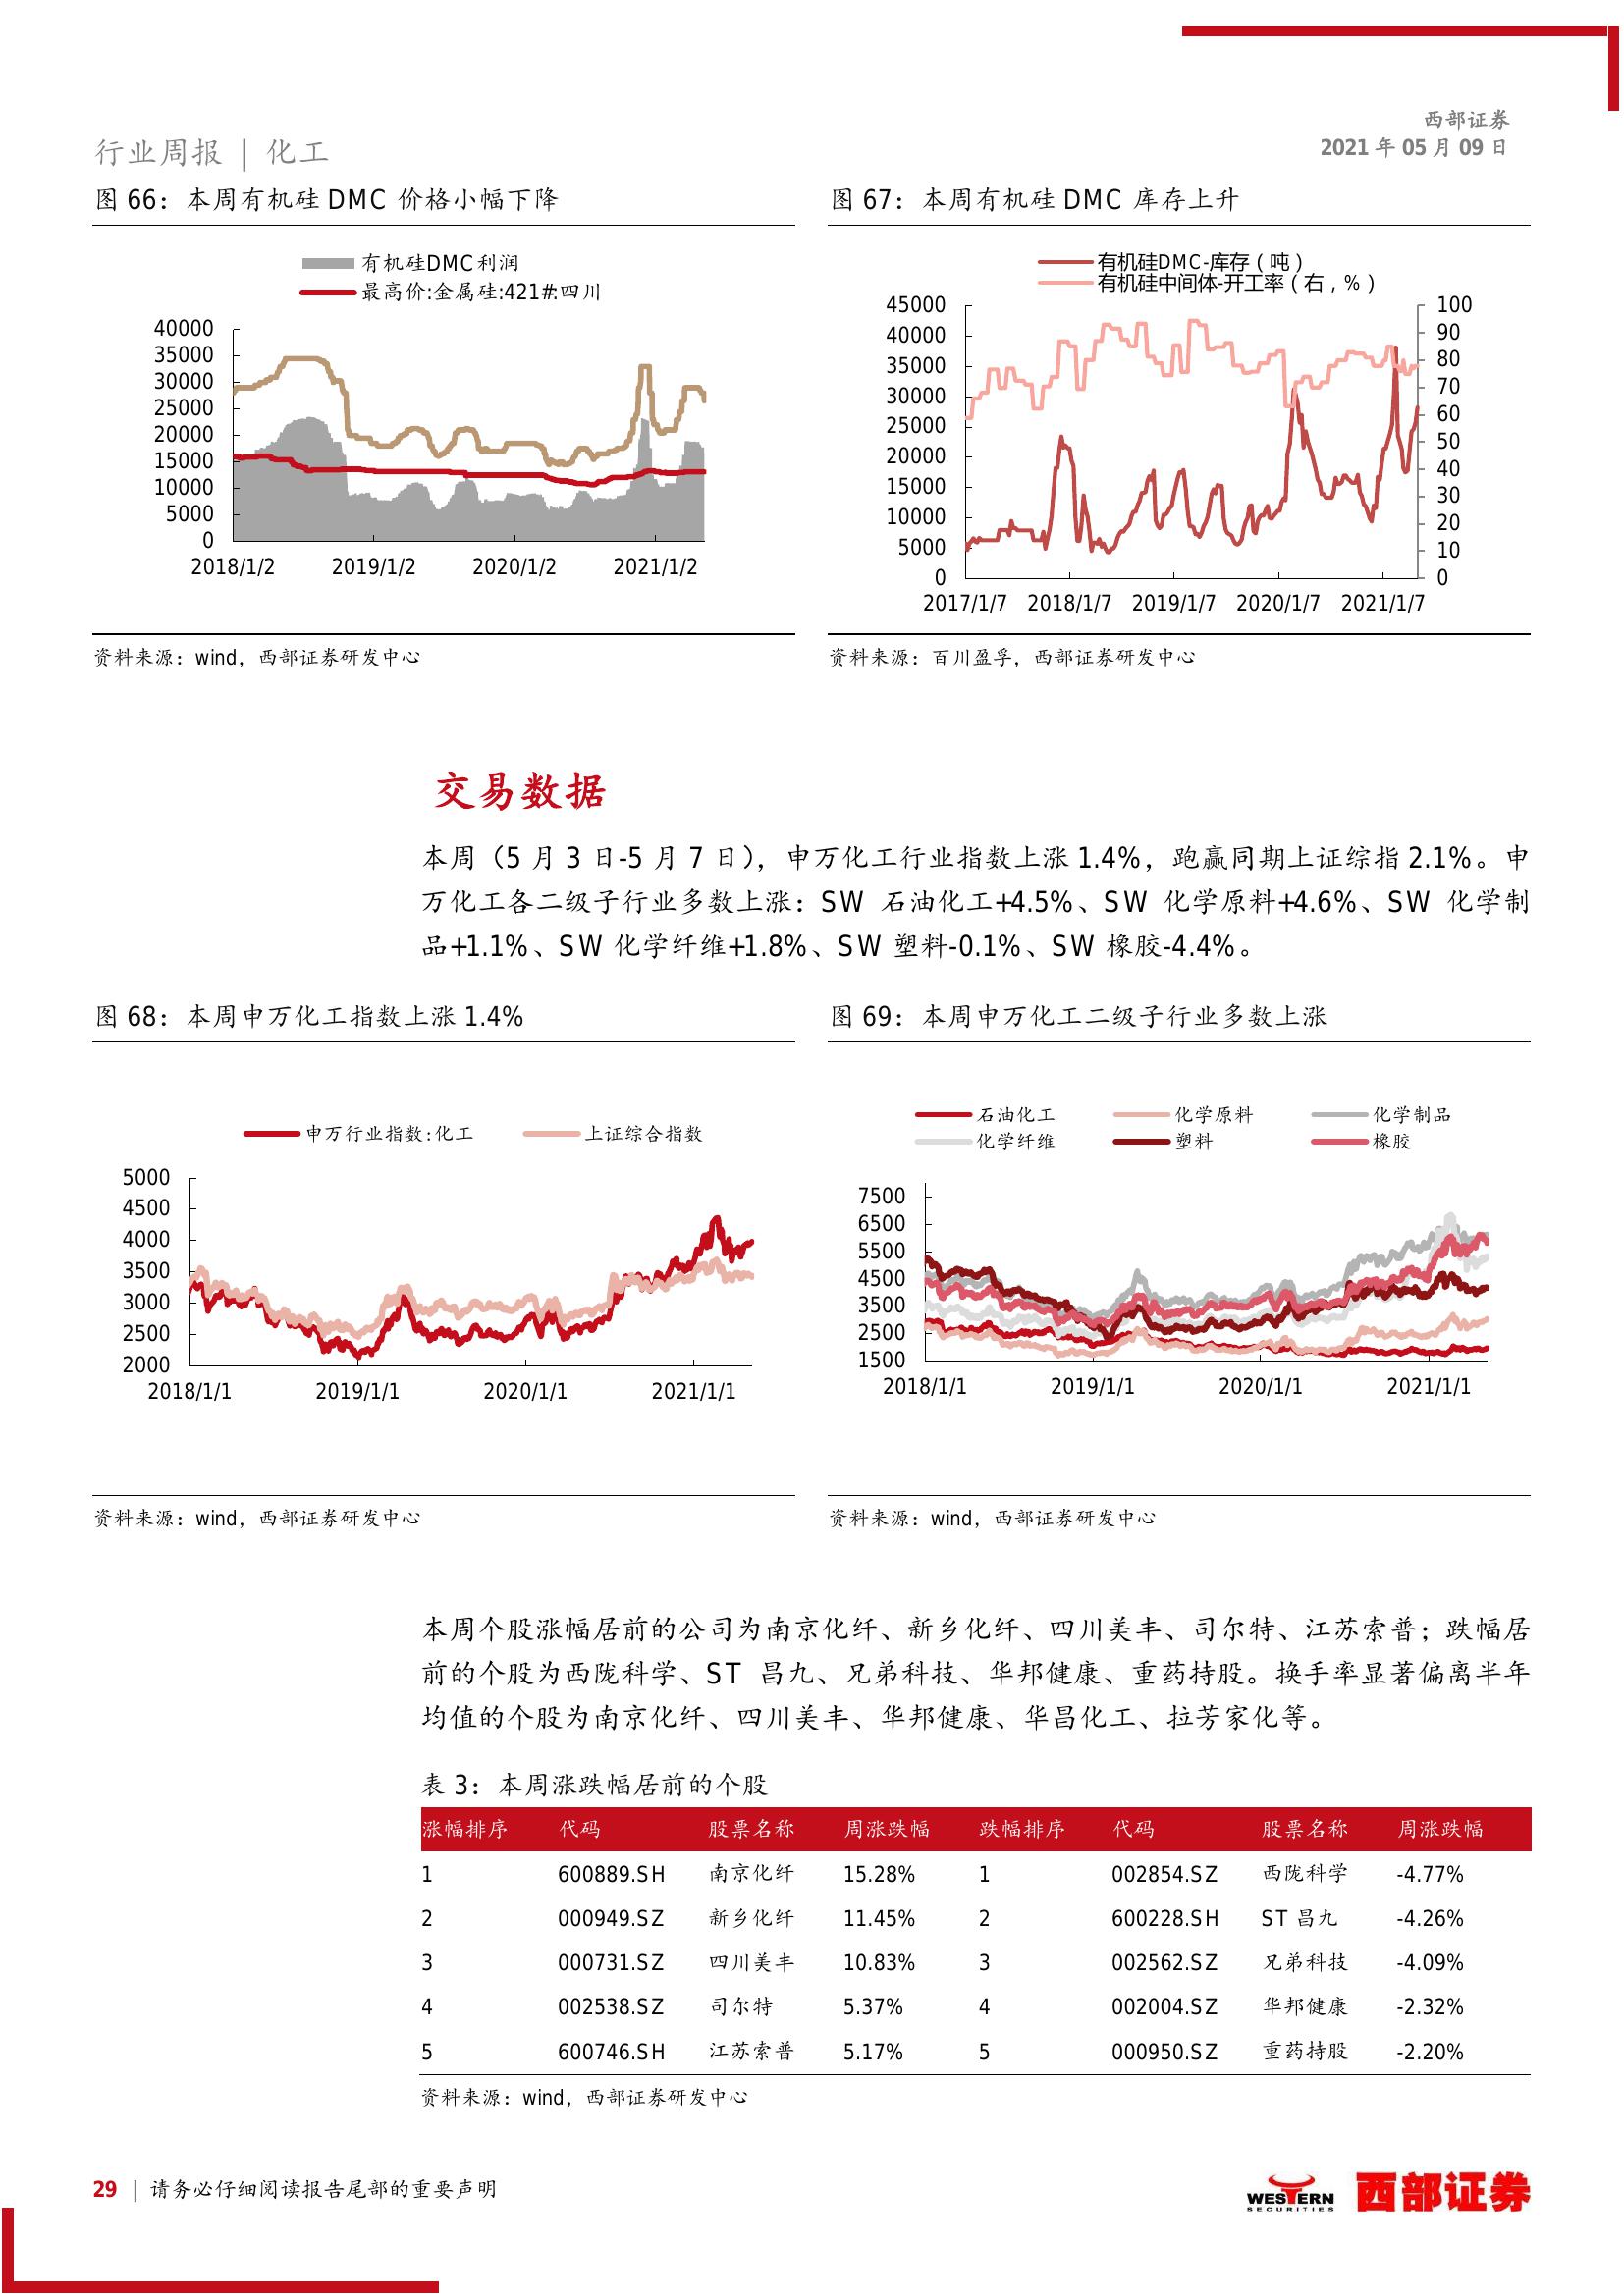 西部证券
2021 年 05 月 09 日
行业周报 | 化工
图 66：本周有机硅 DMC 价格小幅下降
有机硅DMC利润
最高价:金属硅:421#:四川
40000
35000
30000
25000
20000
15000
10000
5000
0
2018/1/2 2019/1/2 2020/1/2 2021/1/2
资料来源：wind，西部证券研发中心
图 67：本周有机硅 DMC 库存上升
有机硅DMC-库存（吨）
有机硅中间体-开工率（右，%）
45000
40000
35000
30000
25000
20000
15000
10000
5000
0
100
90
80
70
60
50
40
30
20
10
0
2017/1/7 2018/1/7 2019/1/7 2020/1/7 2021/1/7
资料来源：百川盈孚，西部证券研发中心
交易数据
本周（5 月 3 日-5 月 7 日），申万化工行业指数上涨 1.4%，跑赢同期上证综指 2.1%。申
万化工各二级子行业多数上涨：SW 石油化工+4.5%、SW 化学原料+4.6%、SW 化学制
品+1.1%、SW 化学纤维+1.8%、SW 塑料-0.1%、SW 橡胶-4.4%。
图 68：本周申万化工指数上涨 1.4%
申万行业指数:化工 上证综合指数
5000
4500
4000
3500
3000
2500
2000
2018/1/1 2019/1/1 2020/1/1 2021/1/1
资料来源：wind，西部证券研发中心
图 69：本周申万化工二级子行业多数上涨
石油化工 化学原料 化学制品
化学纤维 塑料 橡胶
7500
6500
5500
4500
3500
2500
1500
2018/1/1 2019/1/1 2020/1/1 2021/1/1
资料来源：wind，西部证券研发中心
本周个股涨幅居前的公司为南京化纤、新乡化纤、四川美丰、司尔特、江苏索普；跌幅居
前的个股为西陇科学、ST 昌九、兄弟科技、华邦健康、重药持股。换手率显著偏离半年
均值的个股为南京化纤、四川美丰、华邦健康、华昌化工、拉芳家化等。
表 3：本周涨跌幅居前的个股
涨幅排序 代码 股票名称 周涨跌幅 跌幅排序 代码 股票名称 周涨跌幅
1 600889.SH 南京化纤 15.28% 1 002854.SZ 西陇科学 -4.77%
2 000949.SZ 新乡化纤 11.45% 2 600228.SH ST 昌九 -4.26%
3 000731.SZ 四川美丰 10.83% 3 002562.SZ 兄弟科技 -4.09%
4 002538.SZ 司尔特 5.37% 4 002004.SZ 华邦健康 -2.32%
5 600746.SH 江苏索普 5.17% 5 000950.SZ 重药持股 -2.20%
资料来源：wind，西部证券研发中心
29 | 请务必仔细阅读报告尾部的重要声明
WESTERN
SECURITIES
西部证券